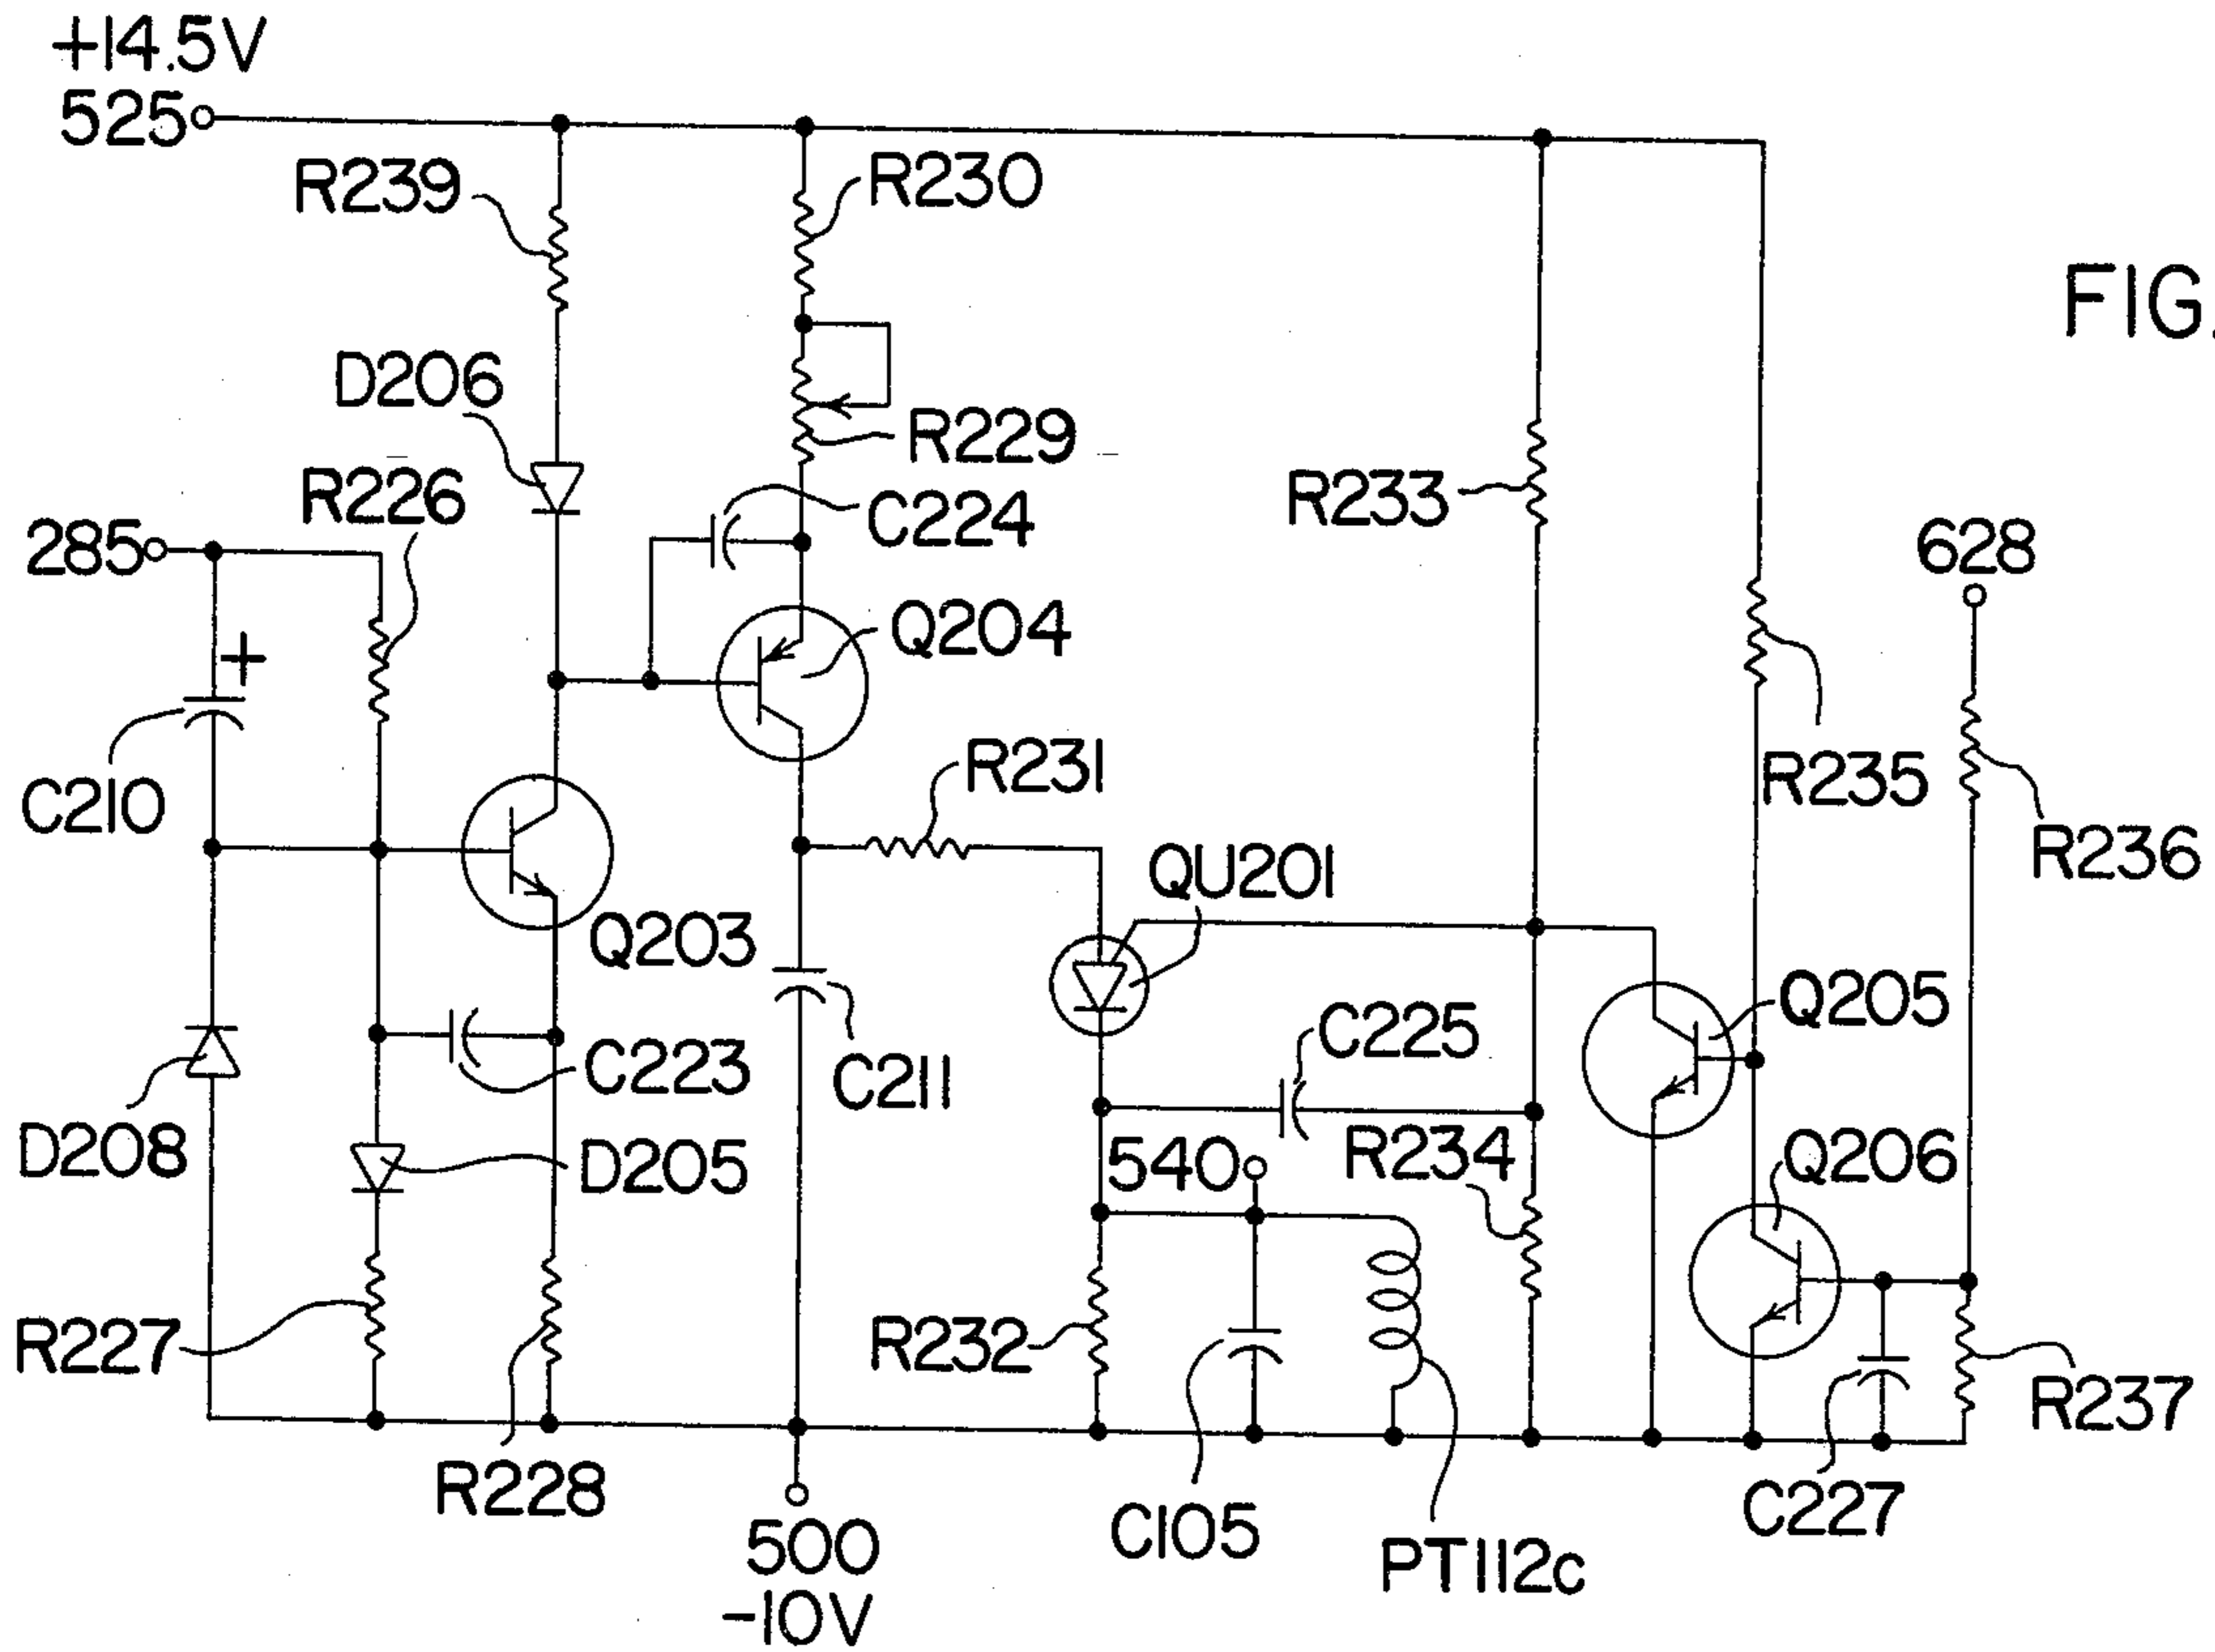 +14.5V
525
R239
R230
FIG.
D206
R229
R226
C224
R233
285
628
+
Q204
R231
C210
R235
QU201
R236
Q203
Q205
C225
C223
C211
D208
D205
540
R234
Q206
R227
R232
R237
R228
C105
C227
500
PT112c
-10V